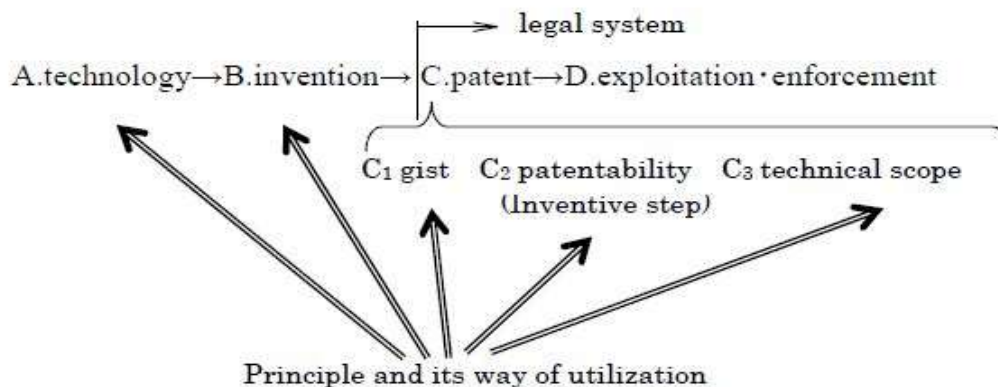 legal system
A.technology→B.invention→C.patent→D.exploitation・enforcement
C₁ gist C₂ patentability C₃ technical scope
(Inventive step)
Principle and its way of utilization